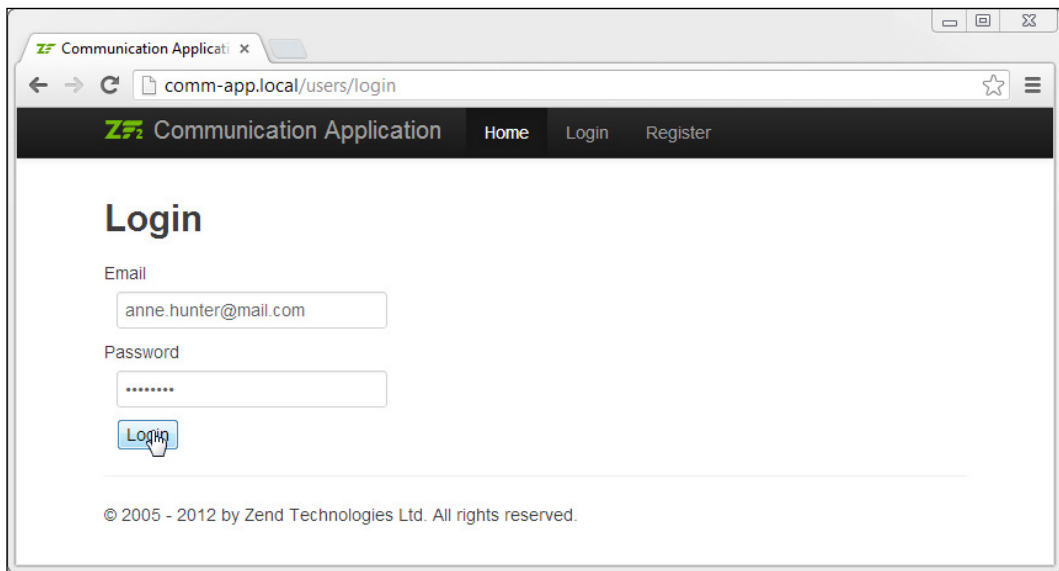 ZF Communication Applicati
comm-app.local/users/login
ZF2 Communication Application Home Login Register
Login
Email
anne.hunter@mail.com
Password
••••••••
Login
© 2005 - 2012 by Zend Technologies Ltd. All rights reserved.